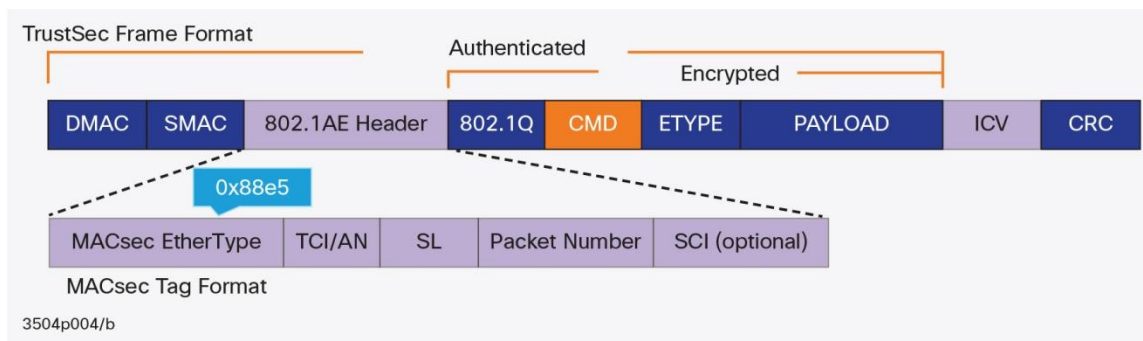 TrustSec Frame Format
Authenticated
Encrypted
DMAC SMAC 802.1AE Header 802.1Q CMD ETYPE PAYLOAD ICV CRC
0x88e5
MACsec EtherType TCI/AN SL Packet Number SCI (optional)
MACsec Tag Format
3504p004/b